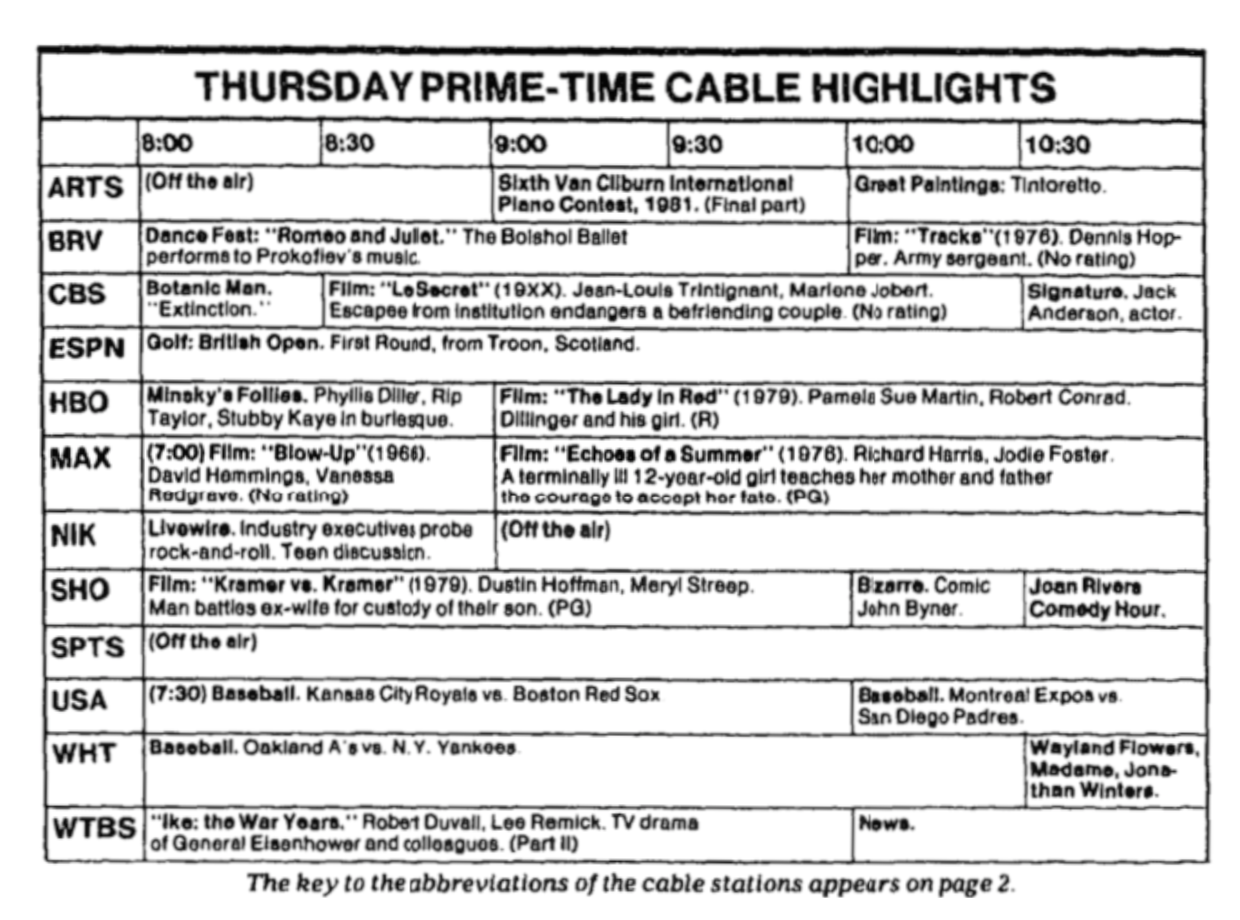 THURSDAY PRIME-TIME CABLE HIGHLIGHTS
8:00 8:30 9:00 9:30 10:00 10:30
ARTS
(Off the air)
Sixth Van Cliburn International
Piano Contest, 1981. (Final part)
Great Paintings: Tintoretto.
BRV
Dance Fest: "Romeo and Juliet." The Bolshoi Ballet
performs to Prokofiev's music.
Film: "Tracks" (1976). Dennis Hop-
per. Army sergeant. (No rating)
CBS
Botanic Man.
"Extinction."
Film: "Le Secret" (19XX). Jean-Louis Trintignant, Marlene Jobert.
Escapee from institution endangers a befriending couple. (No rating)
Signature. Jack
Anderson, actor.
ESPN
Golf: British Open. First Round, from Troon, Scotland.
HBO
Minsky's Follies. Phyllis Diller, Rip
Taylor, Stubby Kaye in burlesque.
Film: "The Lady in Red" (1979). Pamela Sue Martin, Robert Conrad.
Dillinger and his girl. (R)
MAX
(7:00) Film: "Blow-Up" (1966).
David Hemmings, Vanessa
Redgrave. (No rating)
Film: "Echoes of a Summer" (1976). Richard Harris, Jodie Foster.
A terminally ill 12-year-old girl teaches her mother and father
the courage to accept her fate. (PG)
NIK
Livewire. Industry executives probe
rock-and-roll. Teen discussion.
(Off the air)
SHO
Film: "Kramer vs. Kramer" (1979). Dustin Hoffman, Meryl Streep.
Man battles ex-wife for custody of their son. (PG)
Bizarre. Comic
John Byner.
Joan Rivers
Comedy Hour.
SPTS
(Off the air)
USA
(7:30) Baseball. Kansas City Royals vs. Boston Red Sox
Baseball. Montreal Expos vs.
San Diego Padres.
WHT
Baseball. Oakland A's vs. N.Y. Yankees.
Wayland Flowers,
Madame, Jona-
than Winters.
WTBS
"Ike: the War Years." Robert Duvall, Lee Remick. TV drama
of General Eisenhower and colleagues. (Part II)
News.
The key to the abbreviations of the cable stations appears on page 2.